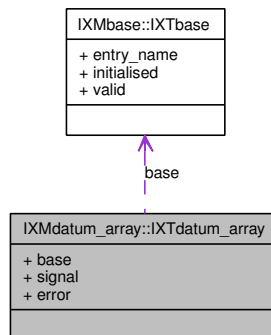 IXMbase::IXTbase
+ entry_name
+ initialised
+ valid
base
IXMdatum_array::IXTdatum_array
+ base
+ signal
+ error